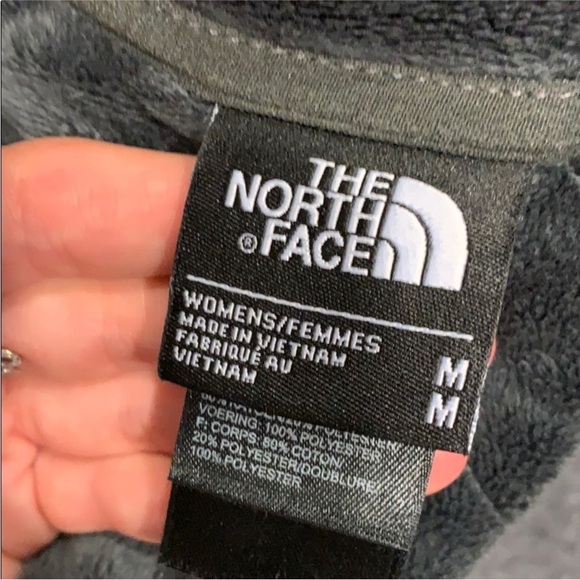 THE
NORTH
® FACE
WOMENS/FEMMES
MADE IN VIETNAM
FABRIQUÉ AU
VIETNAM
M
M
VOERING: 100% POLYESTER
F: CORPS: 80% COTON/
20% POLYESTER/DOUBLURE:
100% POLYESTER